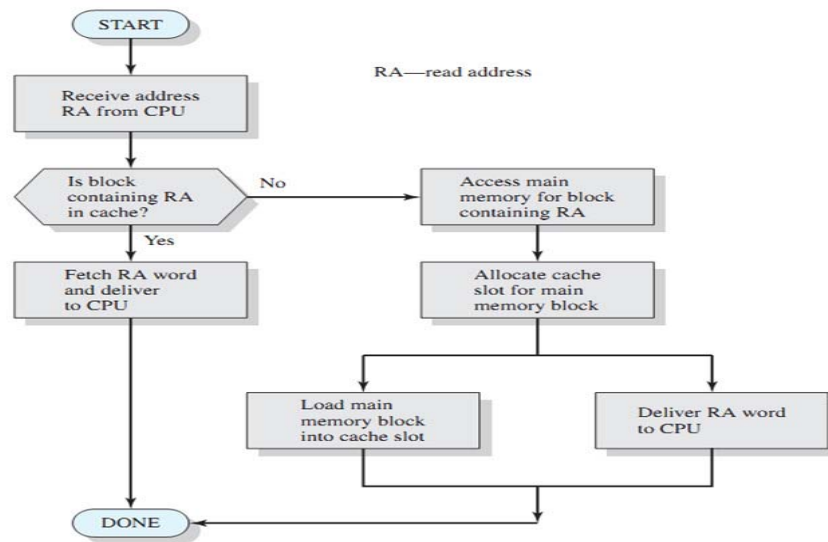 START
RA—read address
Receive address
RA from CPU
Is block
containing RA
in cache?
No
Access main
memory for block
containing RA
Yes
Fetch RA word
and deliver
to CPU
Allocate cache
slot for main
memory block
Load main
memory block
into cache slot
Deliver RA word
to CPU
DONE